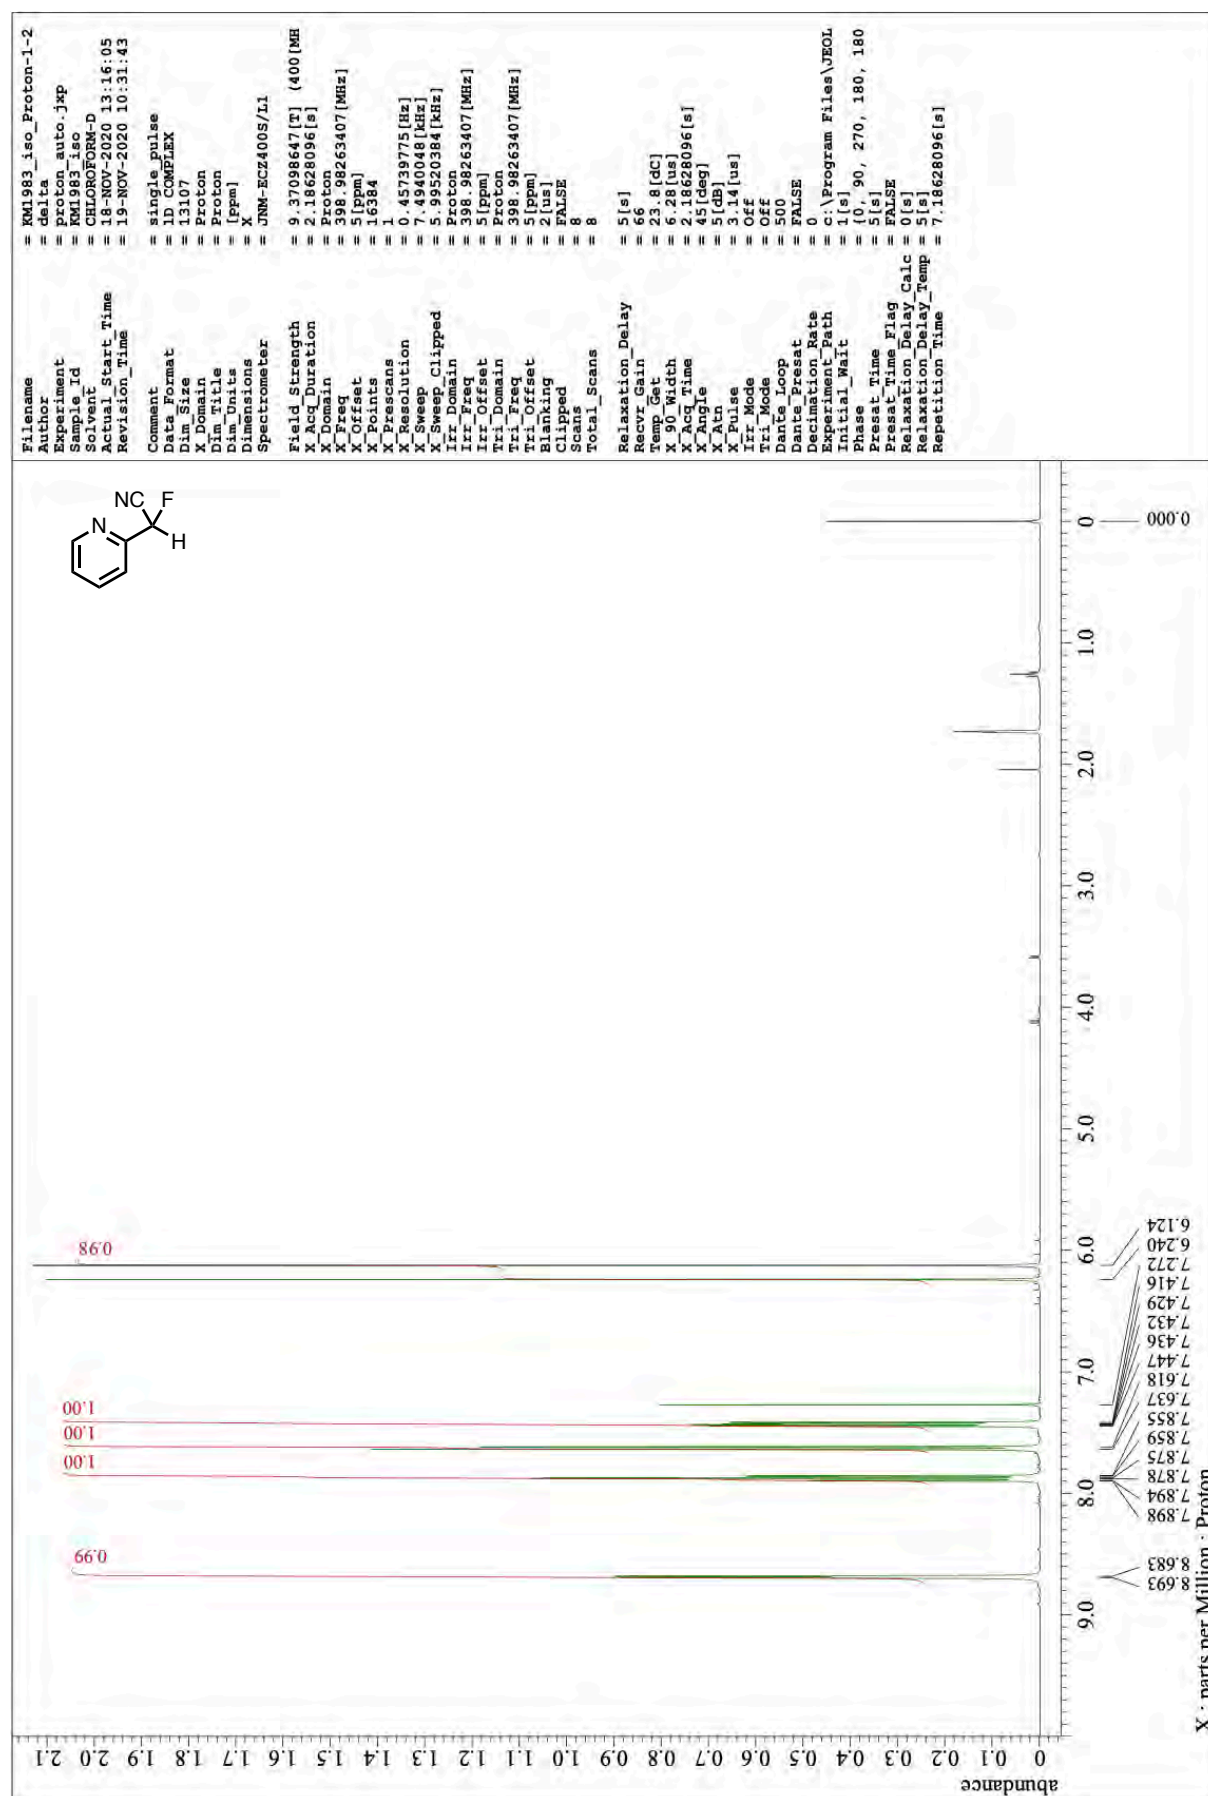 Filename = KM1983_iso_Proton-1-2
Author = delta
Experiment = proton_auto.jxp
Sample_Id = KM1983_iso
Solvent = CHLOROFORM-D
Actual_Start_Time = 18-NOV-2020 13:16:05
Revision_Time = 19-NOV-2020 10:31:43
Comment = single_pulse
Data_Format = 1D COMPLEX
Dim_Size = 13107
X_Domain = Proton
Dim_Title = Proton
Dim_Units = [ppm]
Dimensions = X
Spectrometer = JNM-ECZ400S/L1
Field_Strength = 9.37098647[T] (400[MH
X_Acq_Duration = 2.18628096[s]
X_Domain = Proton
X_Freq = 398.98263407[MHz]
X_Offset = 5[ppm]
X_Points = 16384
X_Prescans = 1
X_Resolution = 0.45739775[Hz]
X_Sweep = 7.4940048[kHz]
X_Sweep_Clipped = 5.99520384[kHz]
Irr_Domain = Proton
Irr_Freq = 398.98263407[MHz]
Irr_Offset = 5[ppm]
Tri_Domain = Proton
Tri_Freq = 398.98263407[MHz]
Tri_Offset = 5[ppm]
Blanking = 2[us]
Clipped = FALSE
Scans = 8
Total_Scans = 8
Relaxation_Delay = 5[s]
Recvr_Gain = 66
Temp_Get = 23.8[dC]
X_90_Width = 6.28[us]
X_Acq_Time = 2.18628096[s]
X_Angle = 45[deg]
X_Atn = 5[dB]
X_Pulse = 3.14[us]
Irr_Mode = Off
Tri_Mode = Off
Dante_Loop = 500
Dante_Presat = FALSE
Decimation_Rate = 0
Experiment_Path = c:\Program Files\JEOL
Initial_Wait = 1[s]
Phase = {0, 90, 270, 180, 180
Presat_Time = 5[s]
Presat_Time_Flag = FALSE
Relaxation_Delay_Calc = 0[s]
Relaxation_Delay_Temp = 5[s]
Repetition_Time = 7.18628096[s]
NC F
N
H
abundance
0 0.1 0.2 0.3 0.4 0.5 0.6 0.7 0.8 0.9 1.0 1.1 1.2 1.3 1.4 1.5 1.6 1.7 1.8 1.9 2.0 2.1
0.99
1.00
1.00
1.00
0.98
9.0 8.0 7.0 6.0 5.0 4.0 3.0 2.0 1.0 0
8.693
8.683
7.898
7.894
7.878
7.875
7.859
7.855
7.637
7.618
7.447
7.436
7.432
7.429
7.416
7.272
6.240
6.124
0.000
X : parts per Million : Proton